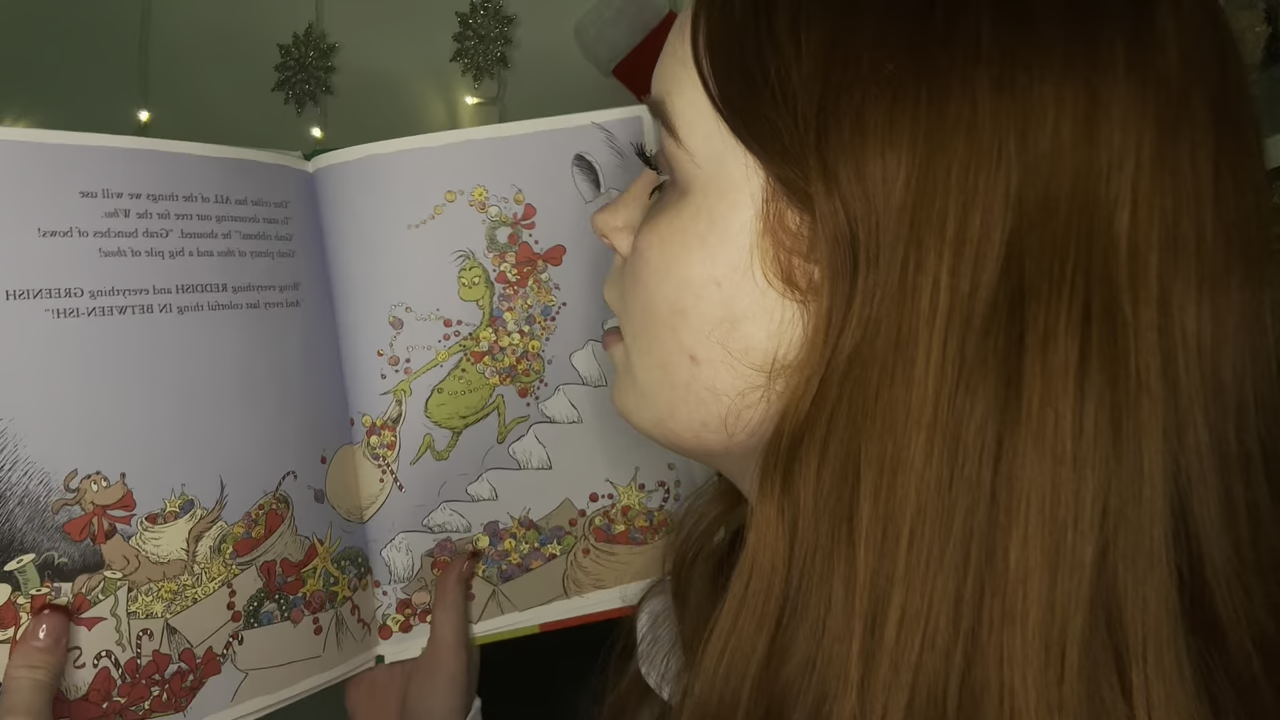 "Our cellar has ALL of the things we will use
"To start decorating our tree for the Whos.
"Grab ribbons!" he shouted. "Grab bunches of bows!
"Grab plenty of thox and a big pile of those!
"Bring everything REDDISH and everything GREENISH
"And every last colorful thing IN BETWEEN-ISH!"